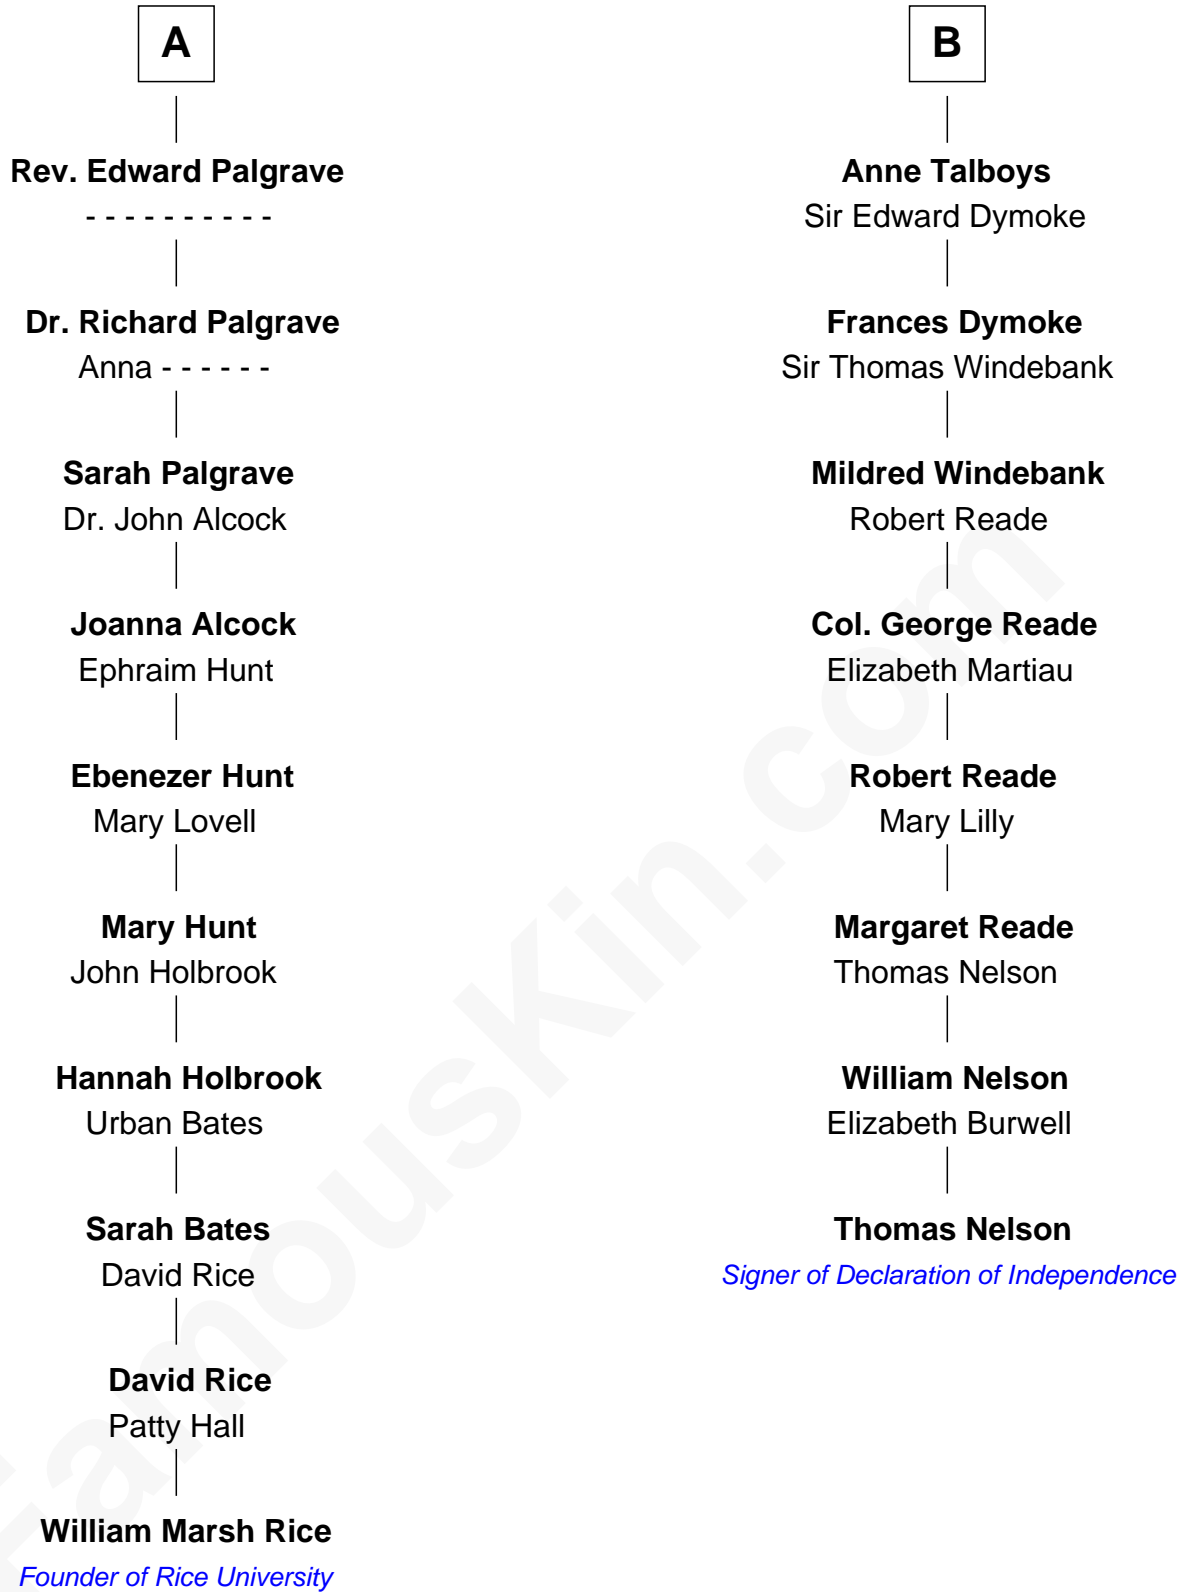 A
Rev. Edward Palgrave
- - - - - - - - - -
Dr. Richard Palgrave
Anna - - - - - -
Sarah Palgrave
Dr. John Alcock
Joanna Alcock
Ephraim Hunt
Ebenezer Hunt
Mary Lovell
Mary Hunt
John Holbrook
Hannah Holbrook
Urban Bates
Sarah Bates
David Rice
David Rice
Patty Hall
William Marsh Rice
Founder of Rice University
B
Anne Talboys
Sir Edward Dymoke
Frances Dymoke
Sir Thomas Windebank
Mildred Windebank
Robert Reade
Col. George Reade
Elizabeth Martiau
Robert Reade
Mary Lilly
Margaret Reade
Thomas Nelson
William Nelson
Elizabeth Burwell
Thomas Nelson
Signer of Declaration of Independence
FamousKin.com